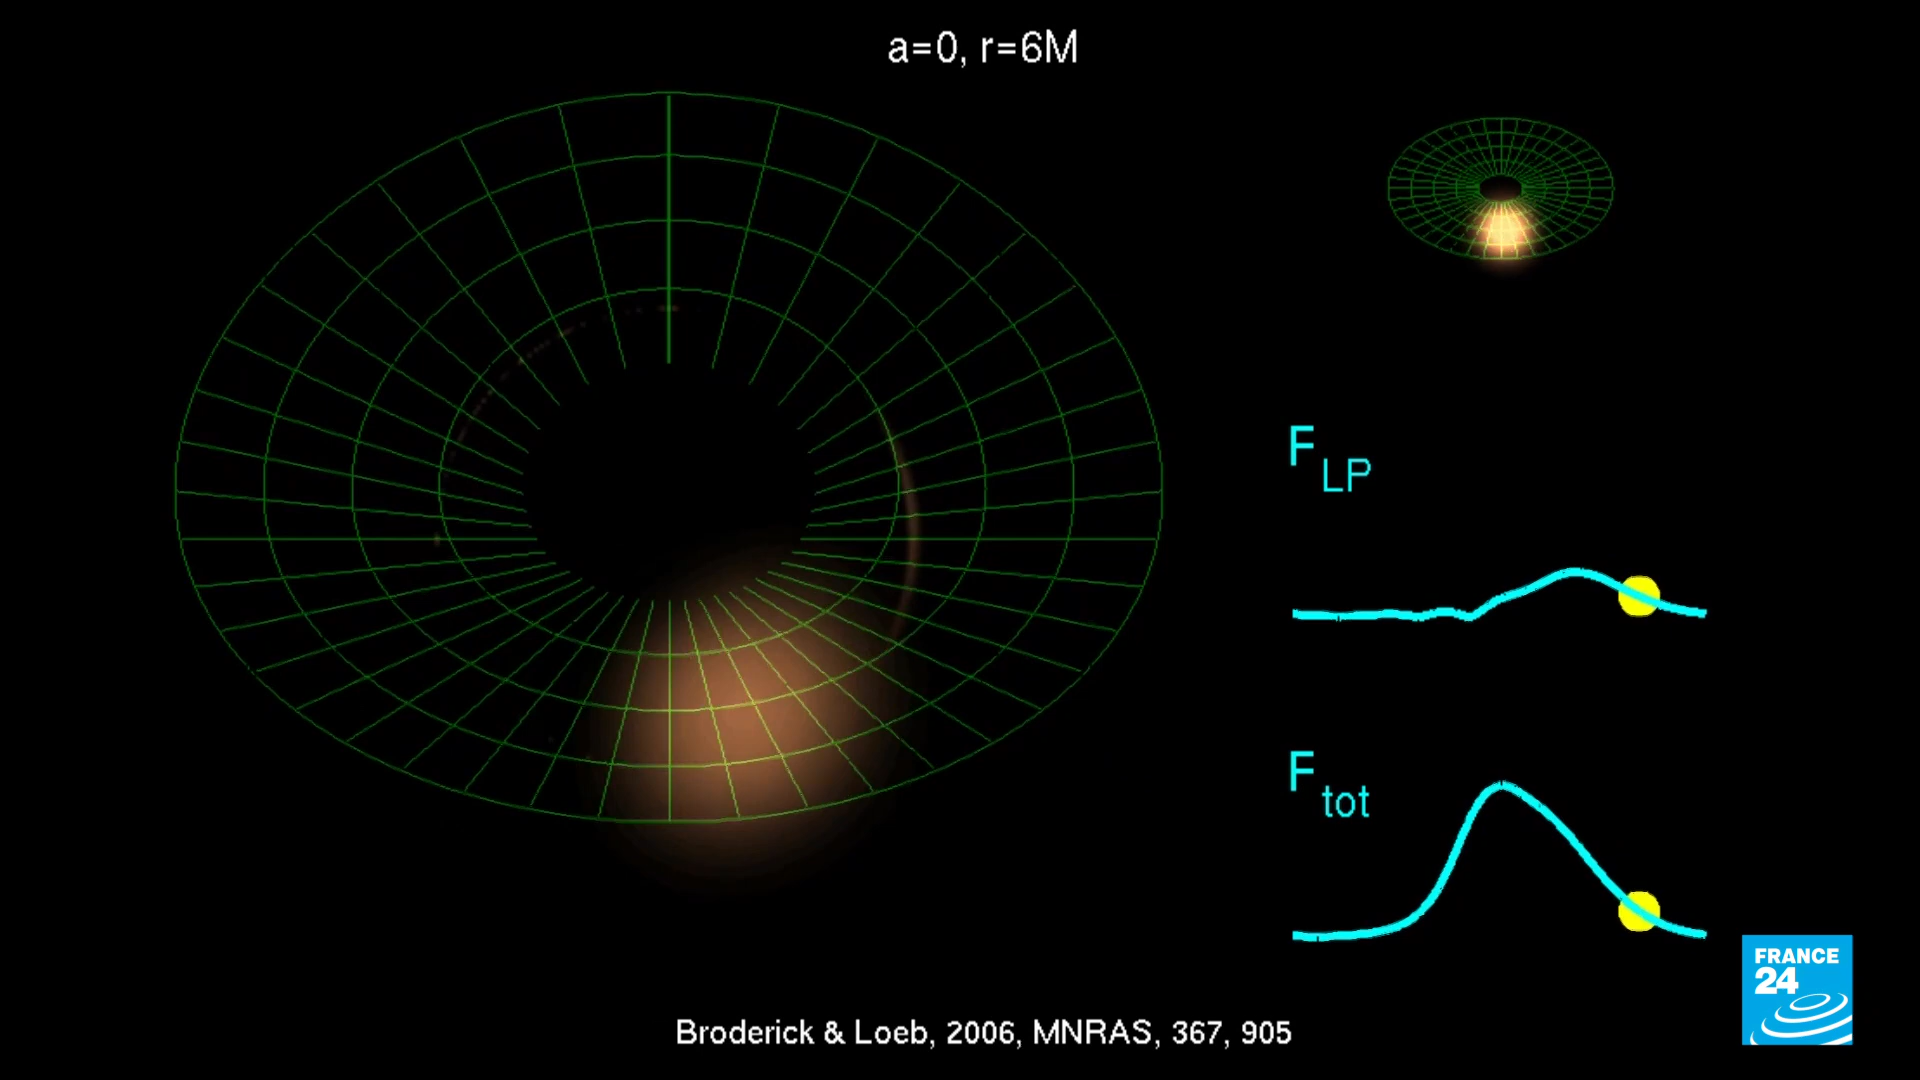 a=0, r=6M
F LP
F tot
Broderick & Loeb, 2006, MNRAS, 367, 905
FRANCE
24